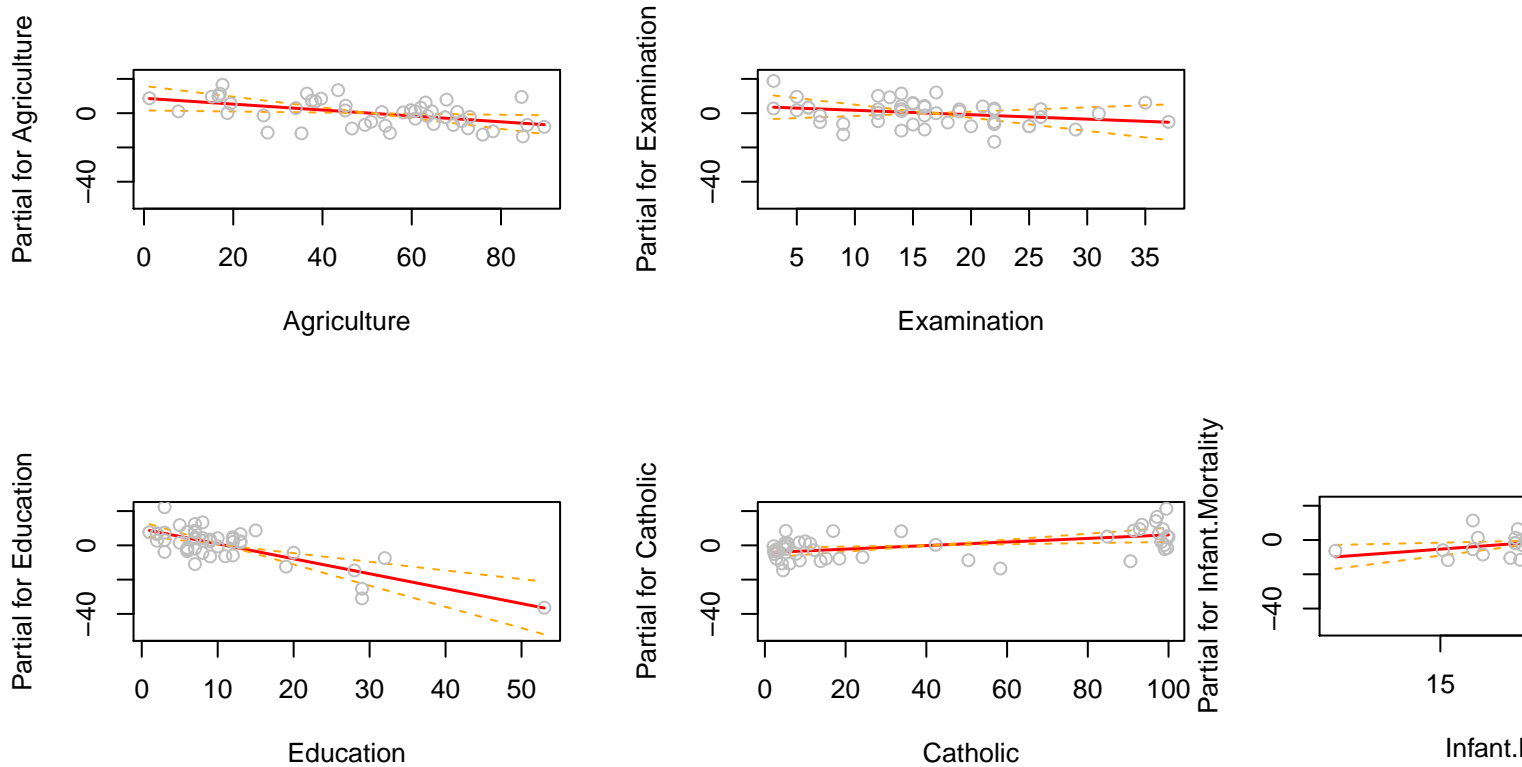 Partial for Agriculture
0
−40
0 20 40 60 80
Agriculture
Partial for Examination
0
−40
5 10 15 20 25 30 35
Examination
Partial for Education
0
−40
0 10 20 30 40 50
Education
Partial for Catholic
0
−40
0 20 40 60 80 100
Catholic
Partial for Infant.Mortality
0
−40
15
Infant.